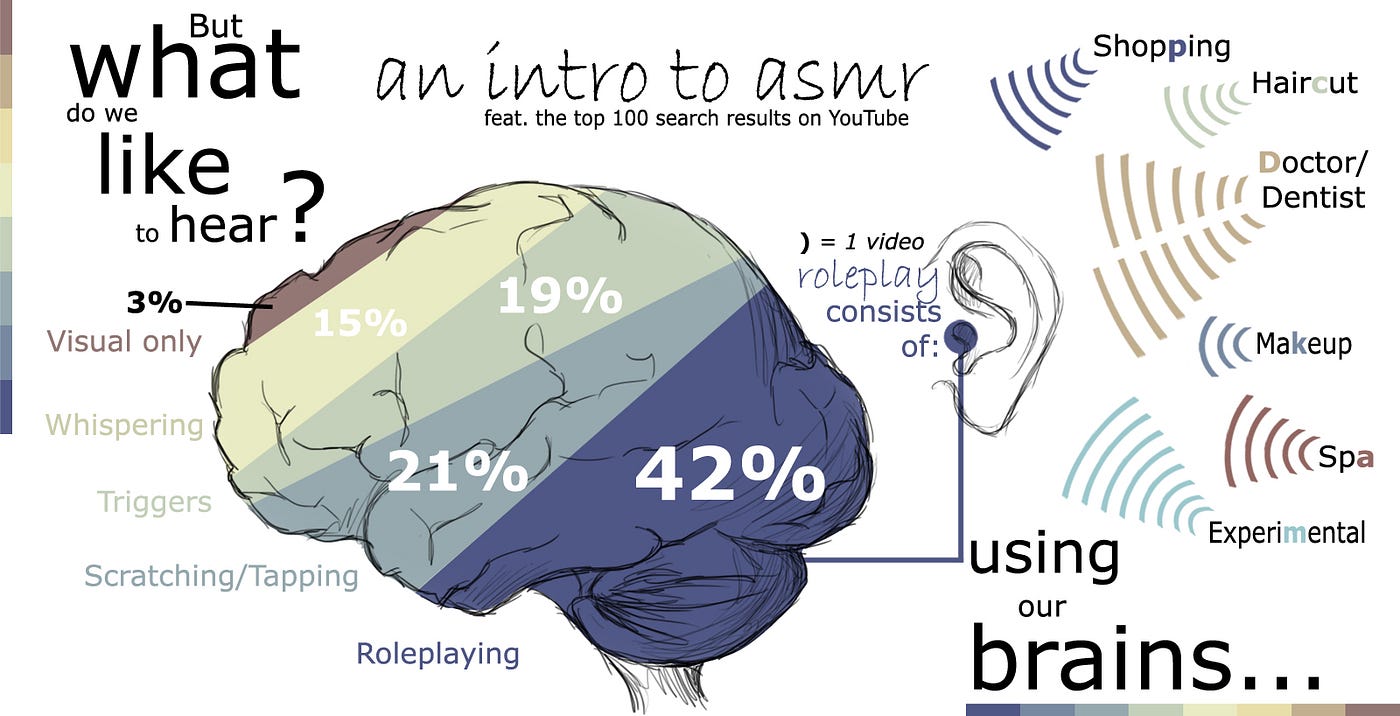 But
what
do we
like
to hear?
an intro to asmr
feat. the top 100 search results on YouTube
3%
Visual only
15%
Whispering
19%
Triggers
21%
Scratching/Tapping
42%
Roleplaying
) = 1 video
roleplay
consists
of:
Shopping
Haircut
Doctor/
Dentist
Makeup
Spa
Experimental
using
our
brains...